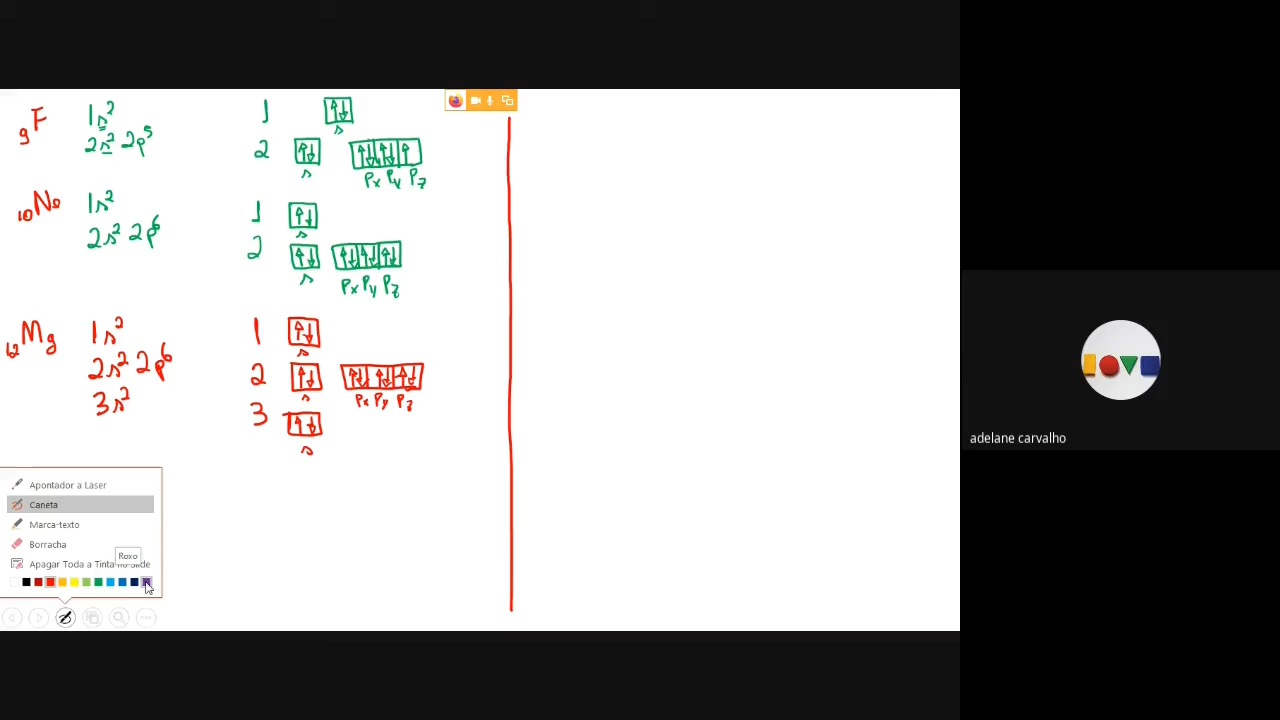 ₉F 1s² 1 ↑↓
s
2s² 2p⁵ 2 ↑↓ ↑↓ ↑↓ ↑
s Px Py Pz
₁₀Ne 1s² 1 ↑↓
s
2s² 2p⁶ 2 ↑↓ ↑↓ ↑↓ ↑↓
s Px Py Pz
₁₂Mg 1s² 1 ↑↓
s
2s² 2p⁶ 2 ↑↓ ↑↓ ↑↓ ↑↓
s Px Py Pz
3s² 3 ↑↓
s
adelane carvalho
Apontador a Laser
Caneta
Marca-texto
Borracha
Roxo
Apagar Toda a Tinta no Slide